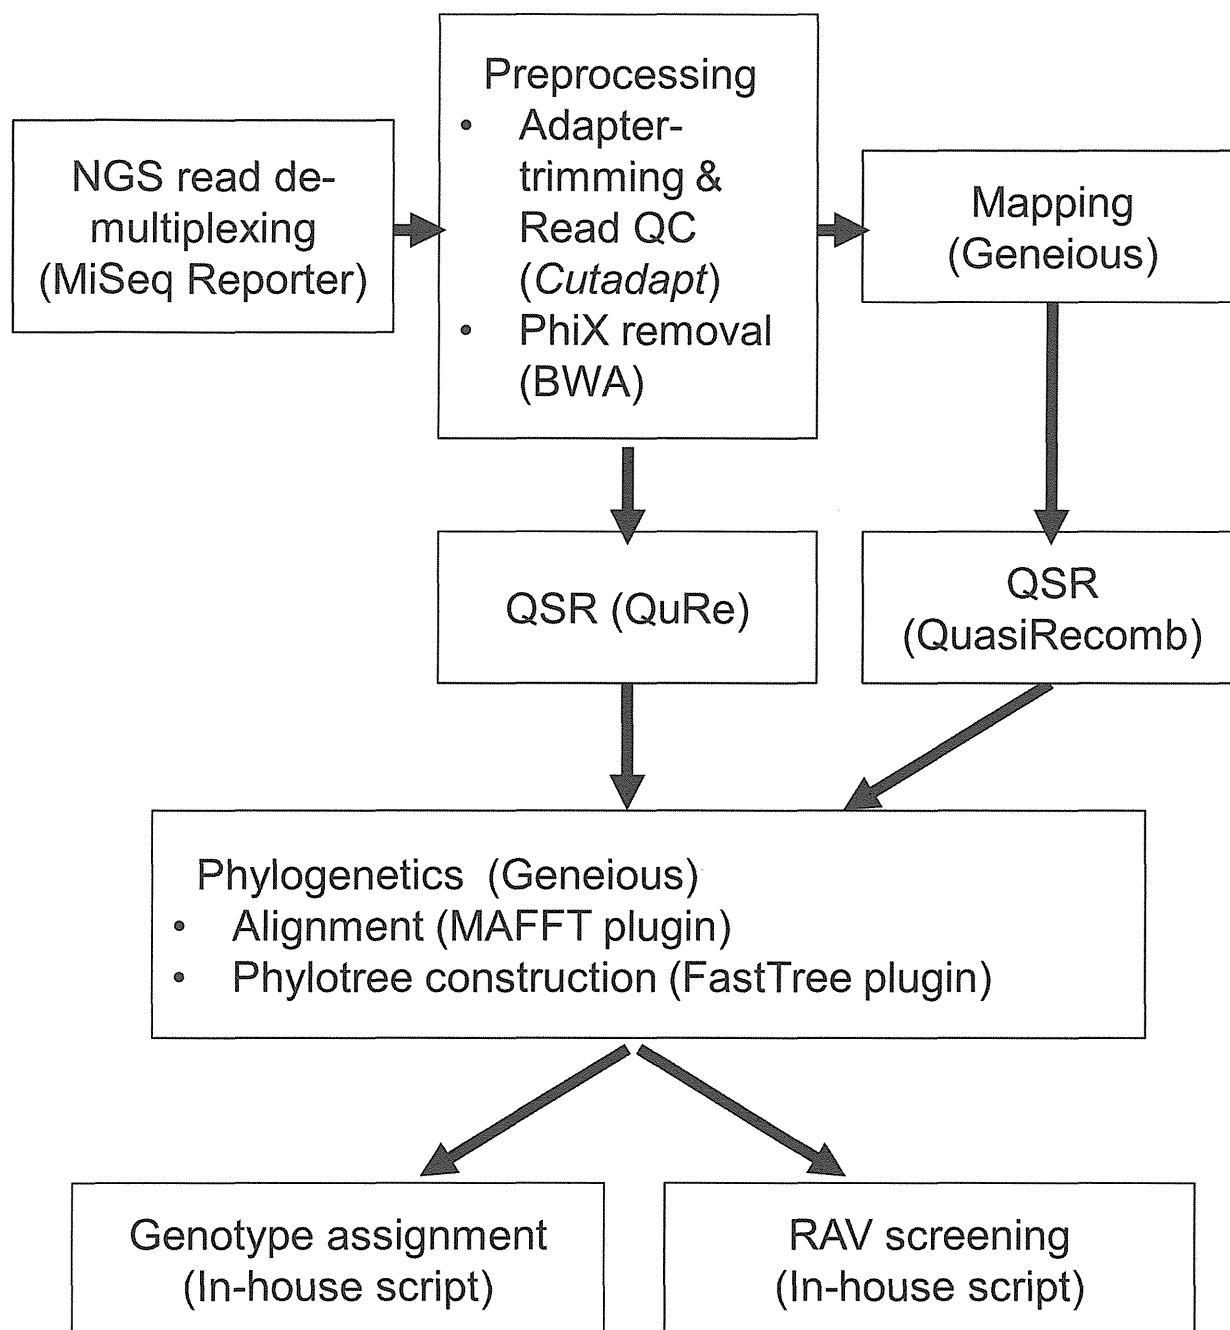 NGS read de-
multiplexing
(MiSeq Reporter)
Preprocessing
• Adapter-
trimming &
Read QC
(Cutadapt)
• PhiX removal
(BWA)
Mapping
(Geneious)
QSR (QuRe)
QSR
(QuasiRecomb)
Phylogenetics (Geneious)
• Alignment (MAFFT plugin)
• Phylotree construction (FastTree plugin)
Genotype assignment
(In-house script)
RAV screening
(In-house script)